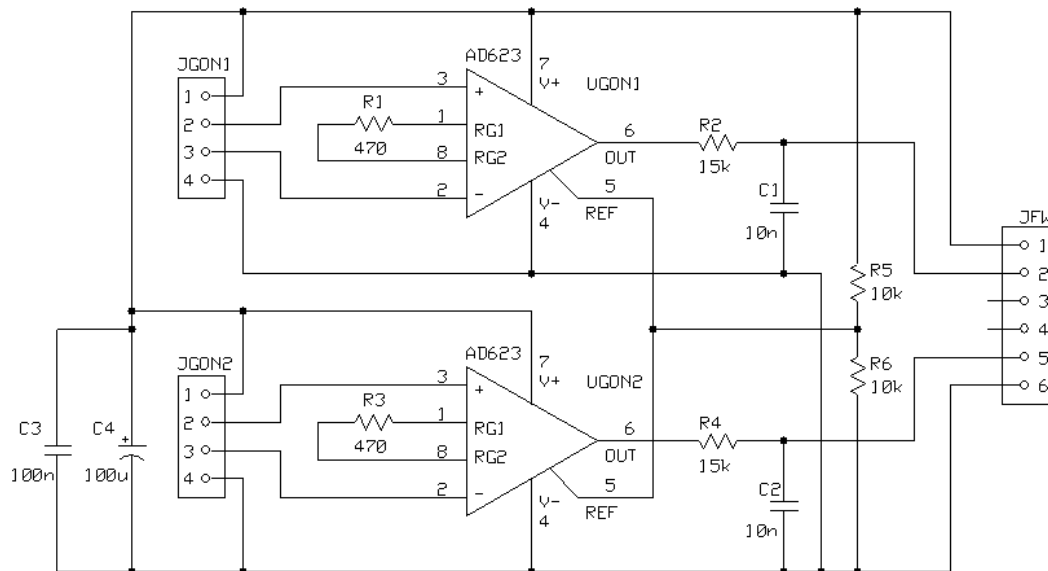 AD623
7
V+
UGON1
JGON1
1
2
3
4
3
+
R1
1
RG1
470
8
RG2
2
-
6
OUT
5
REF
V-
4
R2
15k
C1
10n
JFW
1
2
3
4
5
6
R5
10k
R6
10k
AD623
7
V+
UGON2
JGON2
1
2
3
4
3
+
R3
1
RG1
470
8
RG2
2
-
6
OUT
5
REF
V-
4
R4
15k
C2
10n
C3
100n
C4
+
100u